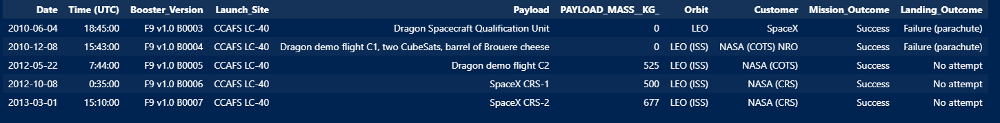 Date Time (UTC) Booster_Version Launch_Site Payload PAYLOAD_MASS__KG_ Orbit Customer Mission_Outcome Landing_Outcome
2010-06-04 18:45:00 F9 v1.0 B0003 CCAFS LC-40 Dragon Spacecraft Qualification Unit 0 LEO SpaceX Success Failure (parachute)
2010-12-08 15:43:00 F9 v1.0 B0004 CCAFS LC-40 Dragon demo flight C1, two CubeSats, barrel of Brouere cheese 0 LEO (ISS) NASA (COTS) NRO Success Failure (parachute)
2012-05-22 7:44:00 F9 v1.0 B0005 CCAFS LC-40 Dragon demo flight C2 525 LEO (ISS) NASA (COTS) Success No attempt
2012-10-08 0:35:00 F9 v1.0 B0006 CCAFS LC-40 SpaceX CRS-1 500 LEO (ISS) NASA (CRS) Success No attempt
2013-03-01 15:10:00 F9 v1.0 B0007 CCAFS LC-40 SpaceX CRS-2 677 LEO (ISS) NASA (CRS) Success No attempt